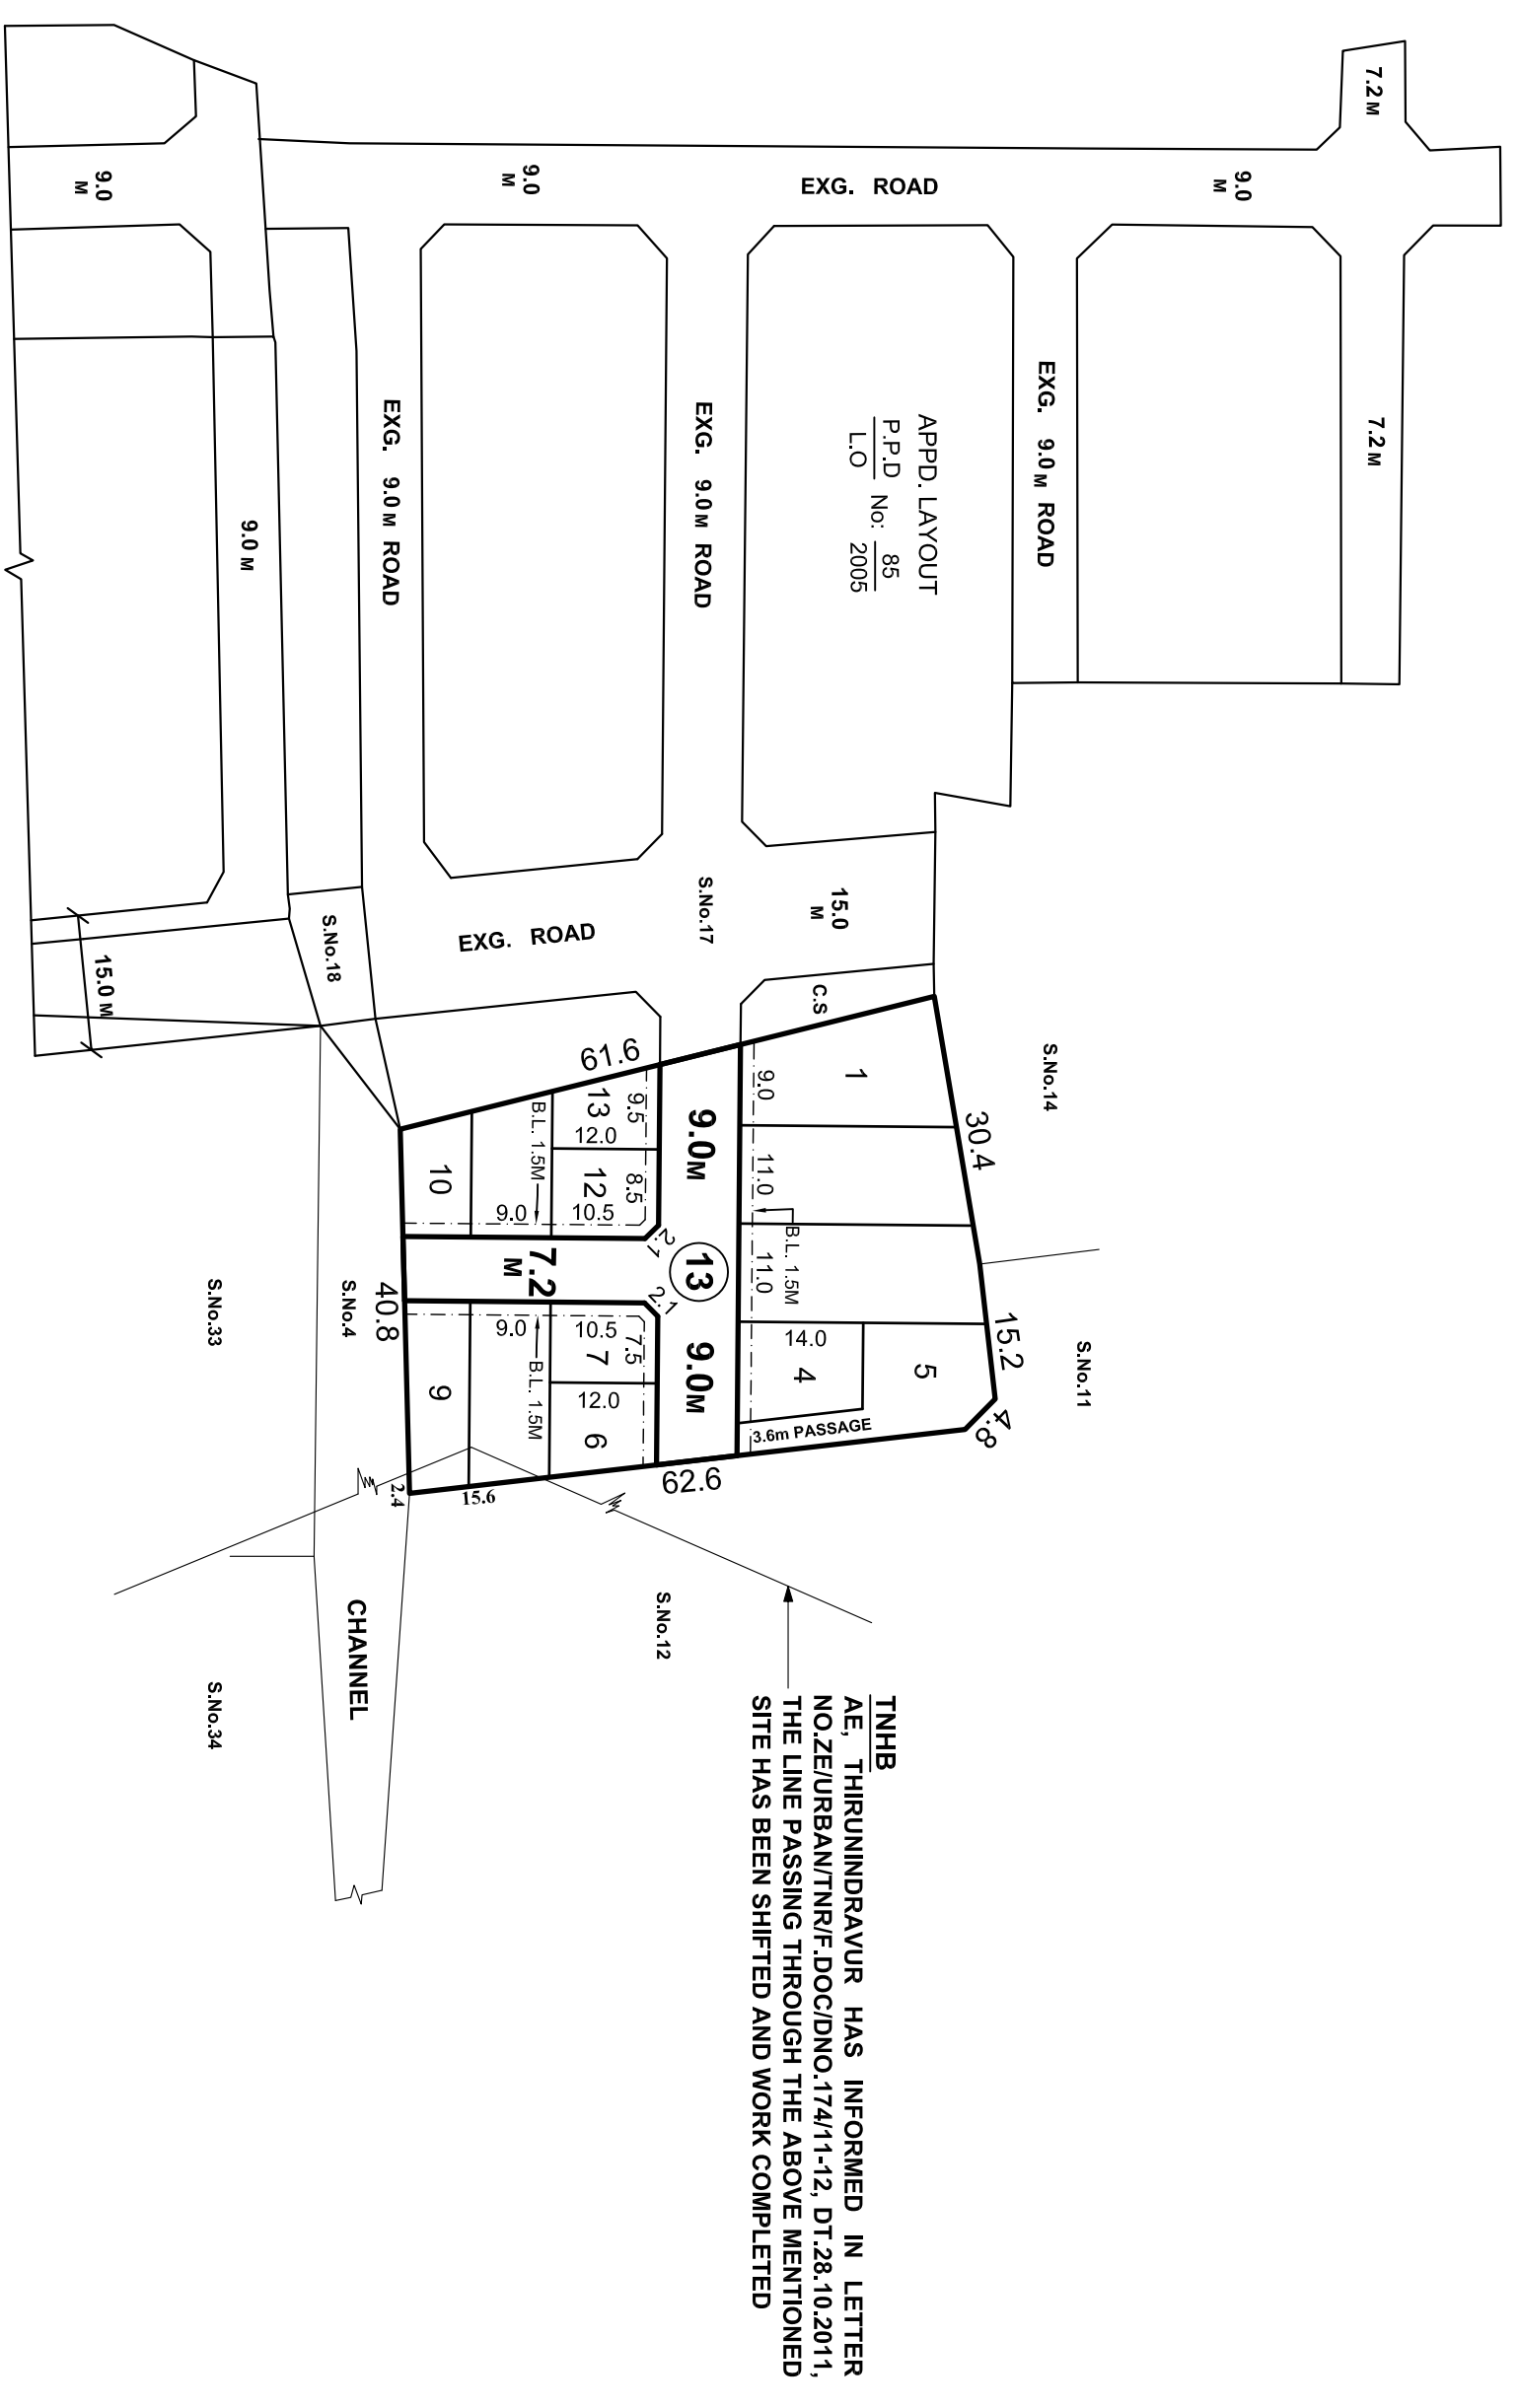 7.2 M
9.0 M
EXG. ROAD
9.0 M
9.0 M
7.2 M
EXG. 9.0 M ROAD
APPD. LAYOUT
P.P.D No: 85
L.O 2005
EXG. 9.0 M ROAD
EXG. 9.0 M ROAD
9.0 M
15.0 M
S.No.17
EXG. ROAD
S.No.18
15.0 M
C.S
S.No.14
1
9.0
30.4
11.0
B.L. 1.5M
11.0
15.2
S.No.11
14.0
4
5
4.8
3.6m PASSAGE
61.6
9.0M
13
9.0M
9.5
13
12.0
8.5
12
10.5
2.1
B.L. 1.5M
9.0
10
7.2 M
2.1
7.5
10.5
7
12.0
6
9.0
B.L. 1.5M
9
40.8
S.No.4
S.No.33
62.6
15.6
2.4
S.No.12
CHANNEL
S.No.34
TNHB
AE, THIRUNINDRAVUR HAS INFORMED IN LETTER
NO.ZE/URBAN/TNR/F.DOC/DNO.174/11-12, DT.28.10.2011,
THE LINE PASSING THROUGH THE ABOVE MENTIONED
SITE HAS BEEN SHIFTED AND WORK COMPLETED